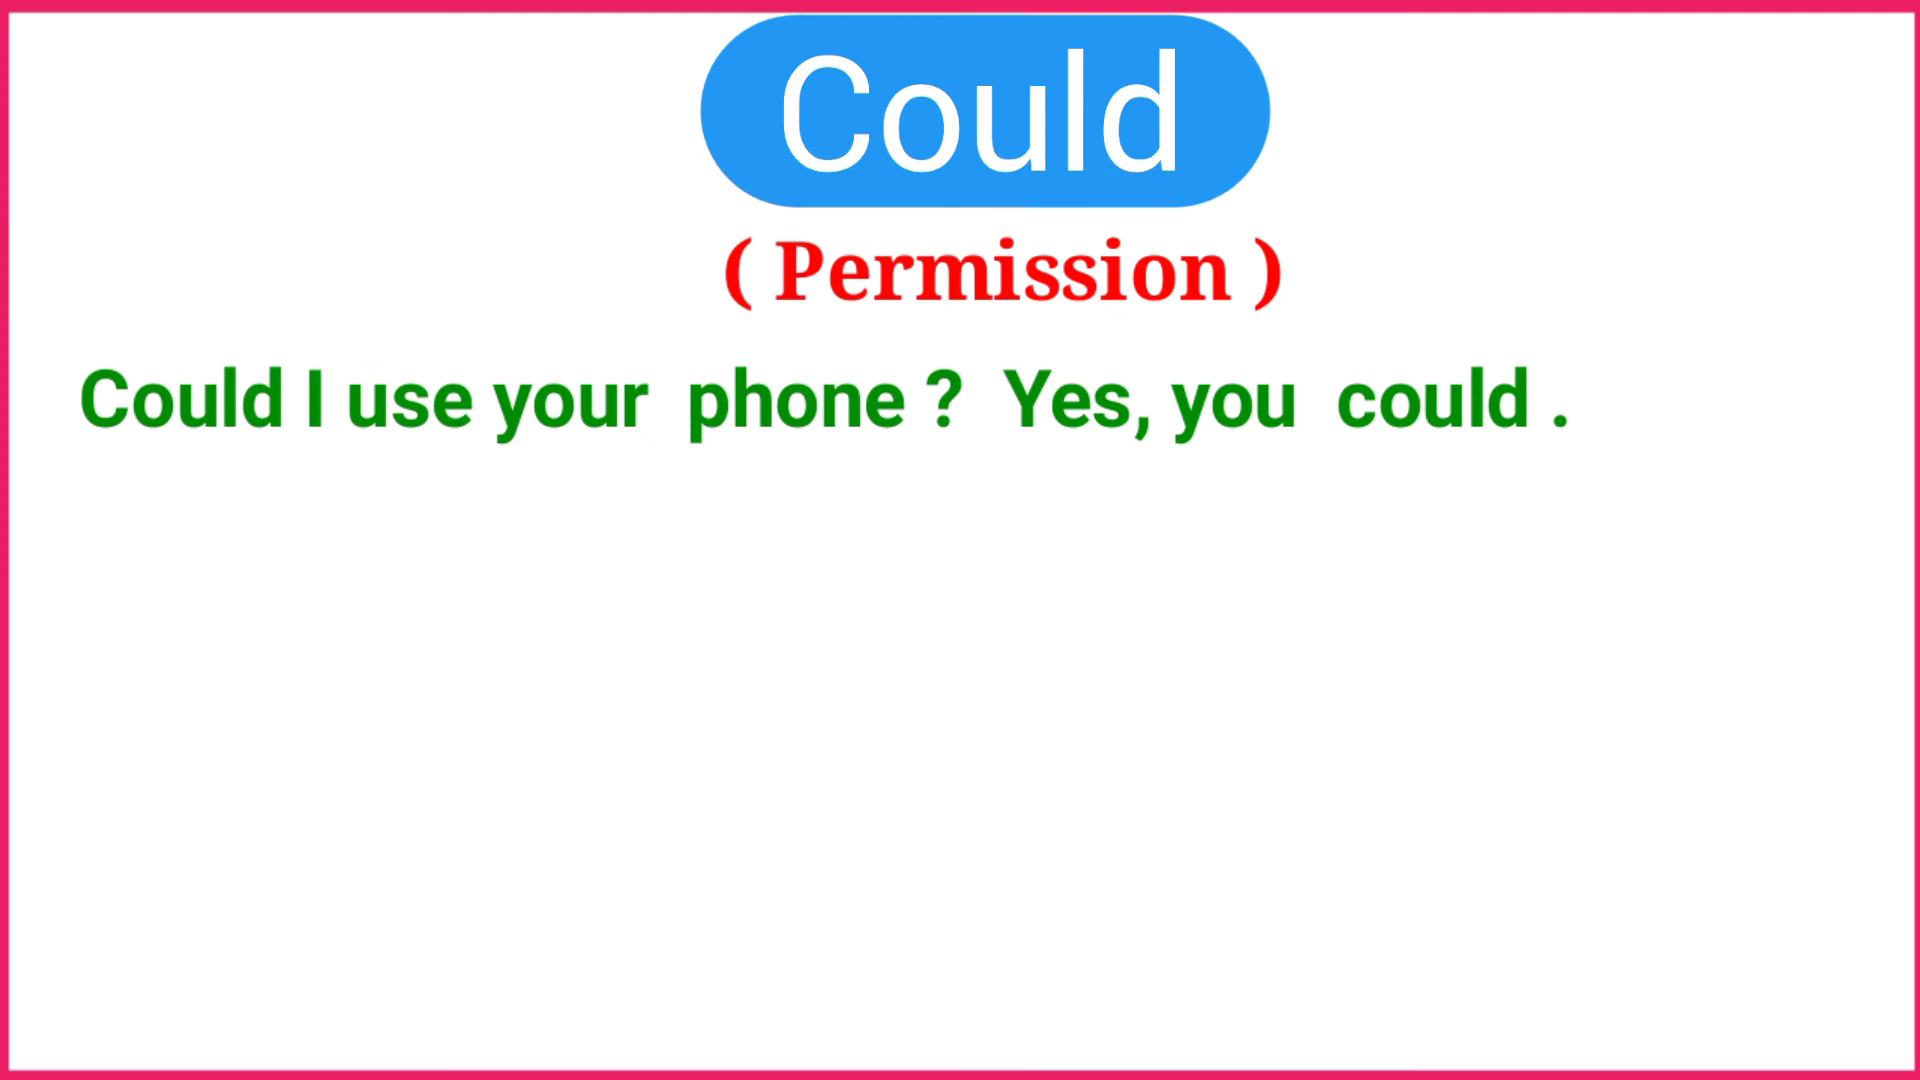 Could
( Permission )
Could I use your phone ? Yes, you could .